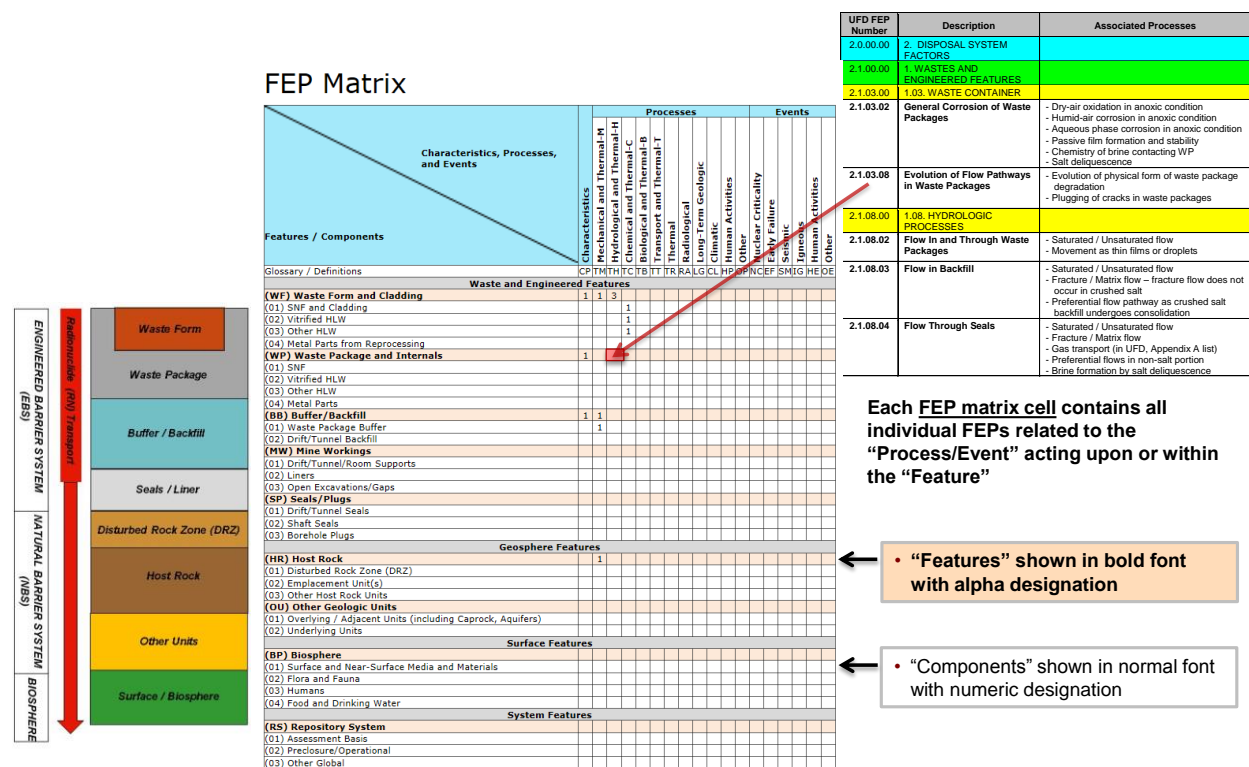 FEP Matrix
Characteristics, Processes,
and Events
Features / Components
Processes
Events
Characteristics
Mechanical and Thermal-M
Hydrological and Thermal-H
Chemical and Thermal-C
Biological and Thermal-B
Transport and Thermal-T
Thermal
Radiological
Long-Term Geologic
Climatic
Human Activities
Other
Nuclear Criticality
Early Failure
Seismic
Igneous
Human Activities
Other
Glossary / Definitions CP TM TH TC TB TT TR RA LG CL HP OP NC EF SM IG HE OE
Waste and Engineered Features
(WF) Waste Form and Cladding 1 1 3
(01) SNF and Cladding 1
(02) Vitrified HLW 1
(03) Other HLW 1
(04) Metal Parts from Reprocessing
(WP) Waste Package and Internals 1
(01) SNF
(02) Vitrified HLW
(03) Other HLW
(04) Metal Parts
(BB) Buffer/Backfill 1 1
(01) Waste Package Buffer 1
(02) Drift/Tunnel Backfill
(MW) Mine Workings
(01) Drift/Tunnel/Room Supports
(02) Liners
(03) Open Excavations/Gaps
(SP) Seals/Plugs
(01) Drift/Tunnel Seals
(02) Shaft Seals
(03) Borehole Plugs
Geosphere Features
(HR) Host Rock 1
(01) Disturbed Rock Zone (DRZ)
(02) Emplacement Unit(s)
(03) Other Host Rock Units
(OU) Other Geologic Units
(01) Overlying / Adjacent Units (including Caprock, Aquifers)
(02) Underlying Units
Surface Features
(BP) Biosphere
(01) Surface and Near-Surface Media and Materials
(02) Flora and Fauna
(03) Humans
(04) Food and Drinking Water
System Features
(RS) Repository System
(01) Assessment Basis
(02) Preclosure/Operational
(03) Other Global
ENGINEERED BARRIER SYSTEM
(EBS)
NATURAL BARRIER SYSTEM
(NBS)
BIOSPHERE
Radionuclide (RN) Transport
Waste Form
Waste Package
Buffer / Backfill
Seals / Liner
Disturbed Rock Zone (DRZ)
Host Rock
Other Units
Surface / Biosphere
UFD FEP
Number
Description
Associated Processes
2.0.00.00 2. DISPOSAL SYSTEM
FACTORS
2.1.00.00 1. WASTES AND
ENGINEERED FEATURES
2.1.03.00 1.03. WASTE CONTAINER
2.1.03.02 General Corrosion of Waste
Packages
- Dry-air oxidation in anoxic condition
- Humid-air corrosion in anoxic condition
- Aqueous phase corrosion in anoxic condition
- Passive film formation and stability
- Chemistry of brine contacting WP
- Salt deliquescence
2.1.03.08 Evolution of Flow Pathways
in Waste Packages
- Evolution of physical form of waste package
degradation
- Plugging of cracks in waste packages
2.1.08.00 1.08. HYDROLOGIC
PROCESSES
2.1.08.02 Flow In and Through Waste
Packages
- Saturated / Unsaturated flow
- Movement as thin films or droplets
2.1.08.03 Flow in Backfill
- Saturated / Unsaturated flow
- Fracture / Matrix flow – fracture flow does not
occur in crushed salt
- Preferential flow pathway as crushed salt
backfill undergoes consolidation
2.1.08.04 Flow Through Seals
- Saturated / Unsaturated flow
- Fracture / Matrix flow
- Gas transport (in UFD, Appendix A list)
- Preferential flows in non-salt portion
- Brine formation by salt deliquescence
Each FEP matrix cell contains all
individual FEPs related to the
“Process/Event” acting upon or within
the “Feature”
• “Features” shown in bold font
with alpha designation
• “Components” shown in normal font
with numeric designation